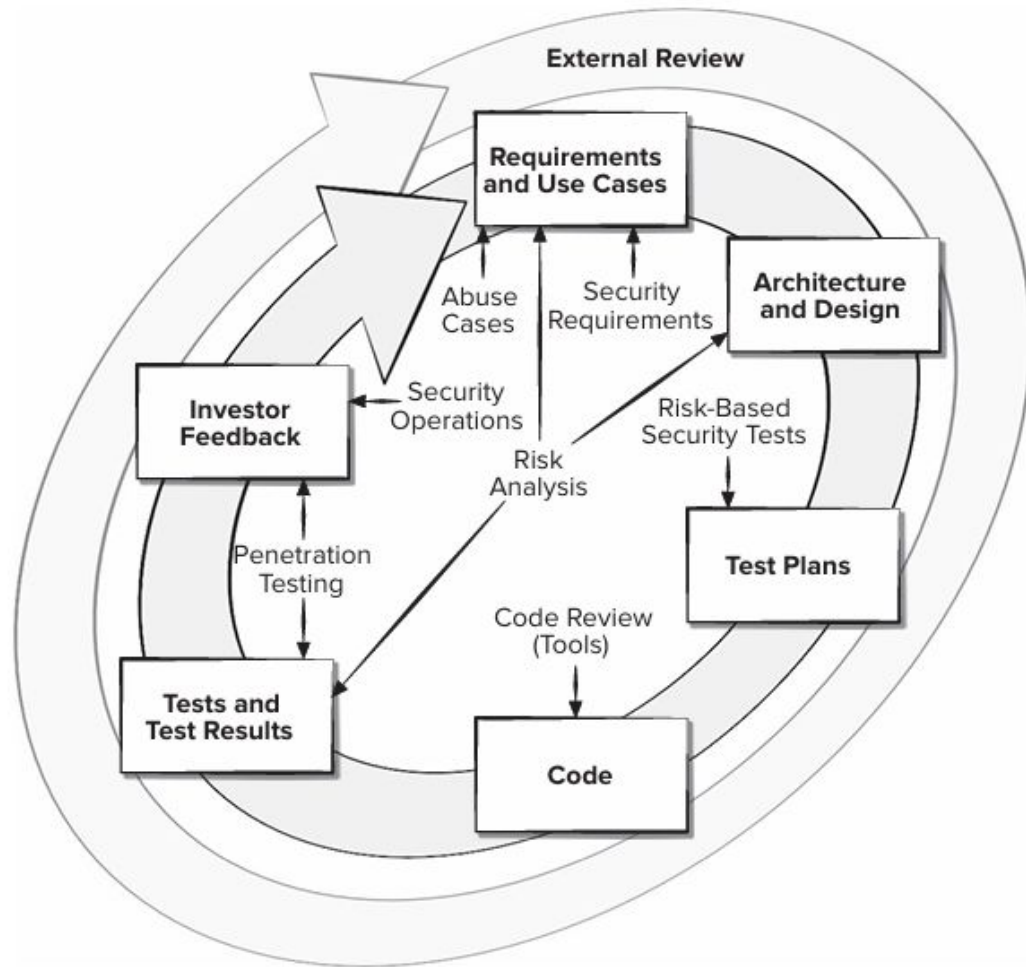 External Review
Requirements
and Use Cases
Architecture
and Design
Abuse
Cases
Security
Requirements
Investor
Feedback
Security
Operations
Risk-Based
Security Tests
Risk
Analysis
Test Plans
Penetration
Testing
Code Review
(Tools)
Tests and
Test Results
Code